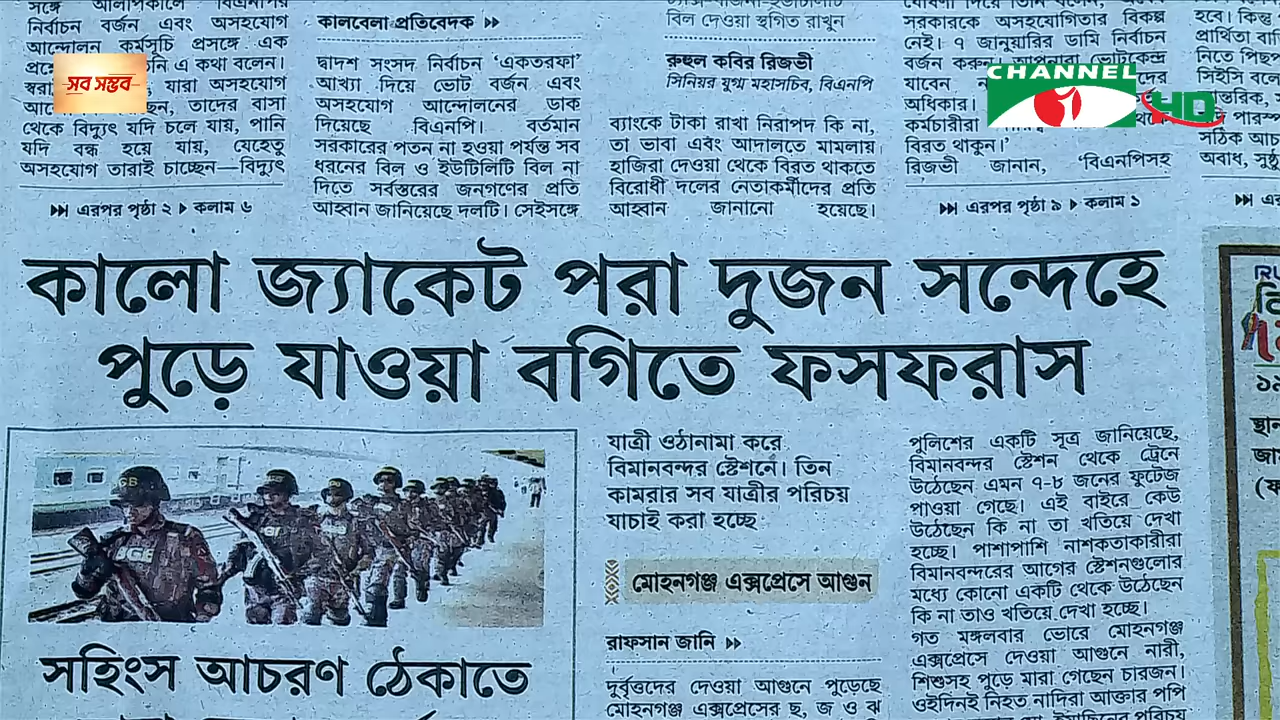 সঙ্গে আলাপকালে বিএনপির
নির্বাচন বর্জন এবং অসহযোগ
আন্দোলন কর্মসূচি প্রসঙ্গে এক
এ কথা বলেন।
যারা অসহযোগ
তাদের বাসা
থেকে বিদ্যুৎ যদি চলে যায়, পানি
যদি বন্ধ হয়ে যায়, যেহেতু
অসহযোগ তারাই চাচ্ছেন—বিদ্যুৎ
এরপর পৃষ্ঠা ২ কলাম ৬
সব সম্ভব
কালবেলা প্রতিবেদক
দ্বাদশ সংসদ নির্বাচন ‘একতরফা’
আখ্যা দিয়ে ভোট বর্জন এবং
অসহযোগ আন্দোলনের ডাক
দিয়েছে বিএনপি। বর্তমান
সরকারের পতন না হওয়া পর্যন্ত সব
ধরনের বিল ও ইউটিলিটি বিল না
দিতে সর্বস্তরের জনগণের প্রতি
আহ্বান জানিয়েছে দলটি। সেইসঙ্গে
বিল দেওয়া স্থগিত রাখুন
রুহুল কবির রিজভী
সিনিয়র যুগ্ম মহাসচিব, বিএনপি
ব্যাংকে টাকা রাখা নিরাপদ কি না,
তা ভাবা এবং আদালতে মামলায়
হাজিরা দেওয়া থেকে বিরত থাকতে
বিরোধী দলের নেতাকর্মীদের প্রতি
আহ্বান জানানো হয়েছে।
সরকারকে অসহযোগিতার বিকল্প
নেই। ৭ জানুয়ারির ডামি নির্বাচন
বর্জন করুন। আপনারা ভোটকেন্দ্রে
যাবেন
অধিকার।
কর্মচারীরা
বিরত থাকুন।’
রিজভী জানান, ‘বিএনপিসহ
এরপর পৃষ্ঠা ৯ কলাম ১
CHANNEL
i HD
হবে। কিন্তু
প্রার্থিতা
নিতে
সিইসি
সঠিক
অবাধ,
কালো জ্যাকেট পরা দুজন সন্দেহে
পুড়ে যাওয়া বগিতে ফসফরাস
BGB
সহিংস আচরণ ঠেকাতে
যাত্রী ওঠানামা করে
বিমানবন্দর স্টেশনে। তিন
কামরার সব যাত্রীর পরিচয়
যাচাই করা হচ্ছে
মোহনগঞ্জ এক্সপ্রেসে আগুন
রাফসান জানি
দুর্বৃত্তদের দেওয়া আগুনে পুড়েছে
মোহনগঞ্জ এক্সপ্রেসের ছ, জ ও ঝ
পুলিশের একটি সূত্র জানিয়েছে,
বিমানবন্দর স্টেশন থেকে ট্রেনে
উঠেছেন এমন ৭-৮ জনের ফুটেজ
পাওয়া গেছে। এই বাইরে কেউ
উঠেছেন কি না তা খতিয়ে দেখা
হচ্ছে। পাশাপাশি নাশকতাকারীরা
বিমানবন্দরের আগের স্টেশনগুলোর
মধ্যে কোনো একটি থেকে উঠেছেন
কি না তাও খতিয়ে দেখা হচ্ছে।
গত মঙ্গলবার ভোরে মোহনগঞ্জ
এক্সপ্রেসে দেওয়া আগুনে নারী,
শিশুসহ পুড়ে মারা গেছেন চারজন।
ওইদিনই নিহত নাদিরা আক্তার পপি